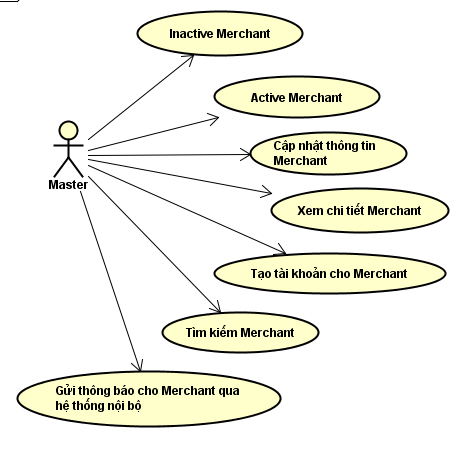 Inactive Merchant
Active Merchant
Cập nhật thông tin
Merchant
Master
Xem chi tiết Merchant
Tạo tài khoản cho Merchant
Tìm kiếm Merchant
Gửi thông báo cho Merchant qua
hệ thống nội bộ